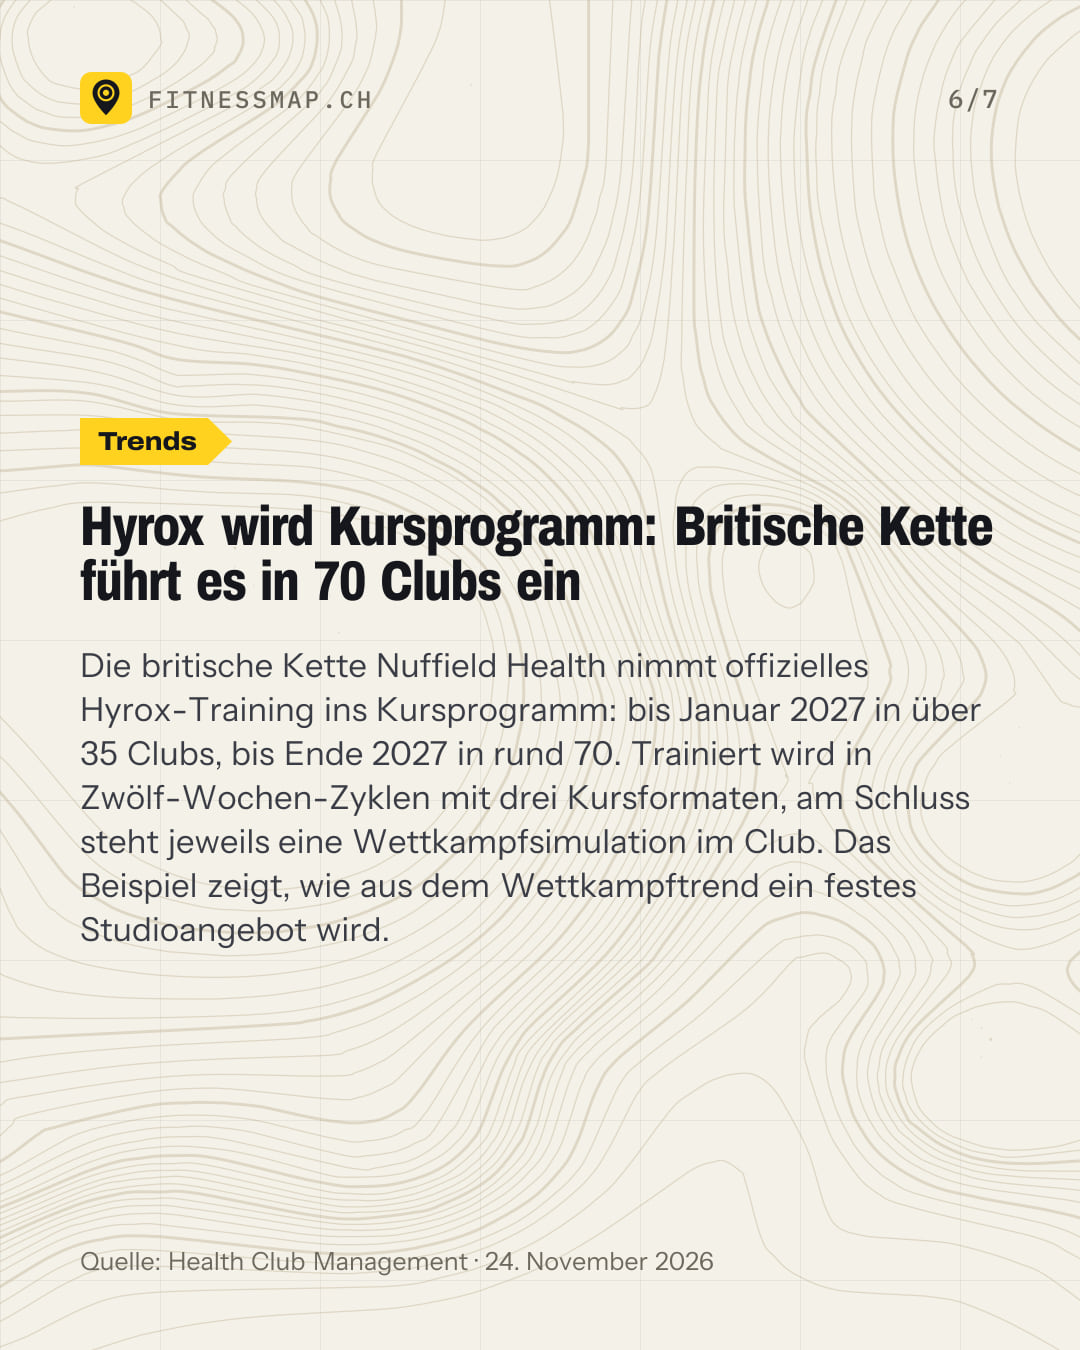 FITNESSMAP.CH
6/7
Trends
Hyrox wird Kursprogramm: Britische Kette
führt es in 70 Clubs ein
Die britische Kette Nuffield Health nimmt offizielles
Hyrox-Training ins Kursprogramm: bis Januar 2027 in über
35 Clubs, bis Ende 2027 in rund 70. Trainiert wird in
Zwölf-Wochen-Zyklen mit drei Kursformaten, am Schluss
steht jeweils eine Wettkampfsimulation im Club. Das
Beispiel zeigt, wie aus dem Wettkampftrend ein festes
Studioangebot wird.
Quelle: Health Club Management · 24. November 2026